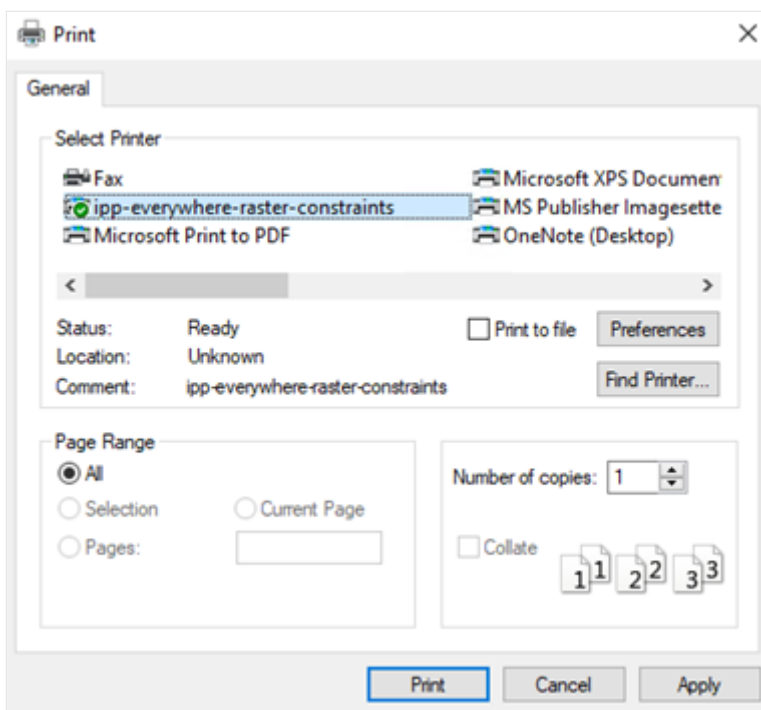 Print
General
Select Printer
Fax
Microsoft XPS Documen
ipp-everywhere-raster-constraints
MS Publisher Imagesette
Microsoft Print to PDF
OneNote (Desktop)
Status: Ready
Print to file
Preferences
Location: Unknown
Comment: ipp-everywhere-raster-constraints
Find Printer...
Page Range
All
Selection
Current Page
Pages:
Number of copies: 1
Collate
1 1 2 2 3 3
Print Cancel Apply